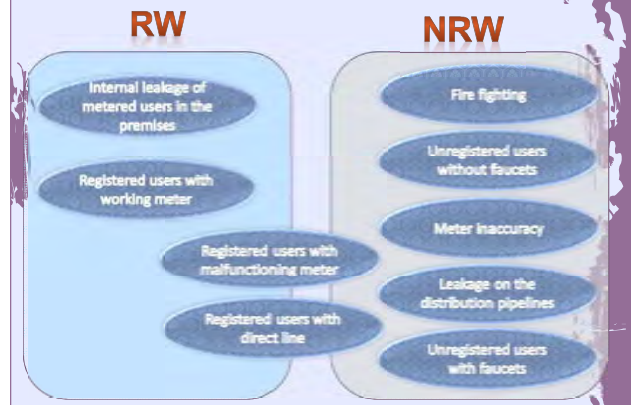 RW
Internal leakage of
metered users in the
premises
Registered users with
working meter
Registered users with
malfunctioning meter
Registered users with
direct line
NRW
Fire fighting
Unregistered users
without faucets
Meter inaccuracy
Leakage on the
distribution pipelines
Unregistered users
with faucets